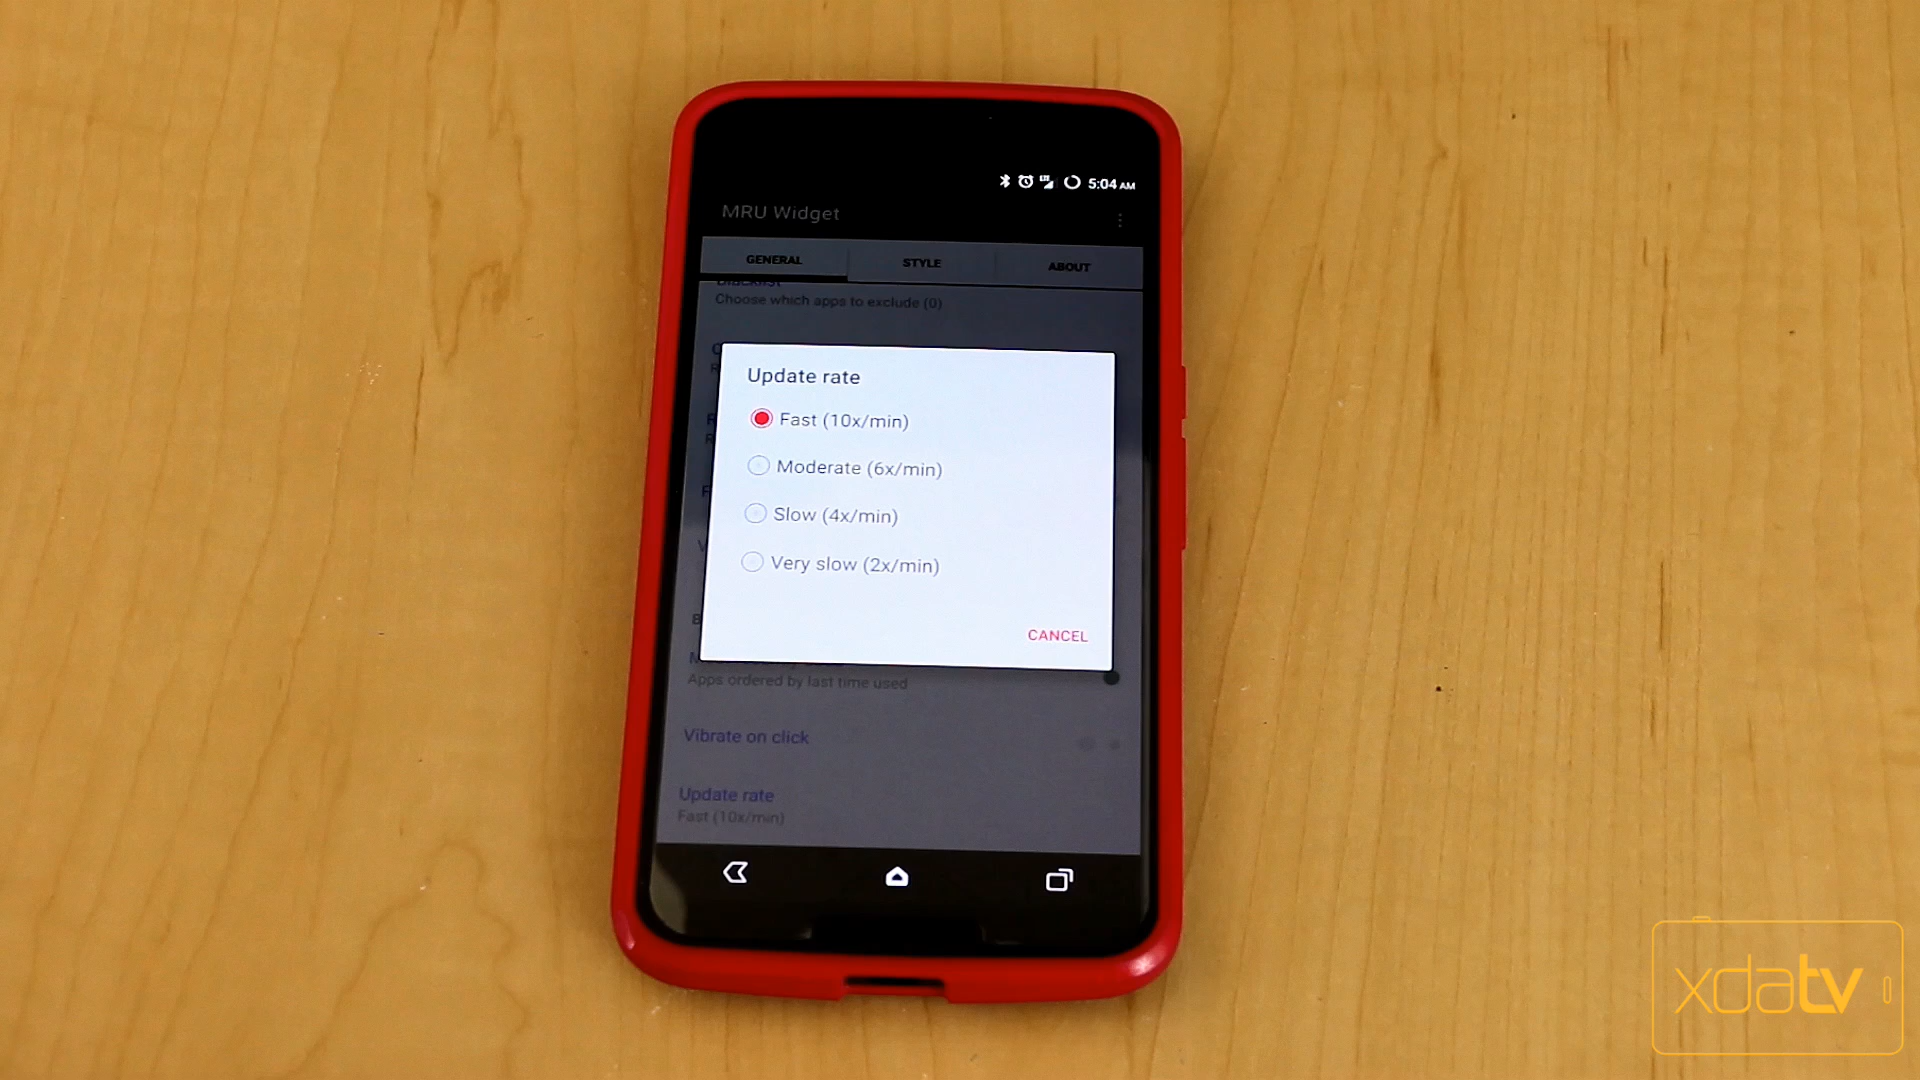 5:04 AM
MRU Widget
GENERAL STYLE ABOUT
Blacklist
Choose which apps to exclude (0)
Update rate
Fast (10x/min)
Moderate (6x/min)
Slow (4x/min)
Very slow (2x/min)
CANCEL
Apps ordered by last time used
Vibrate on click
Update rate
Fast (10x/min)
xdatv